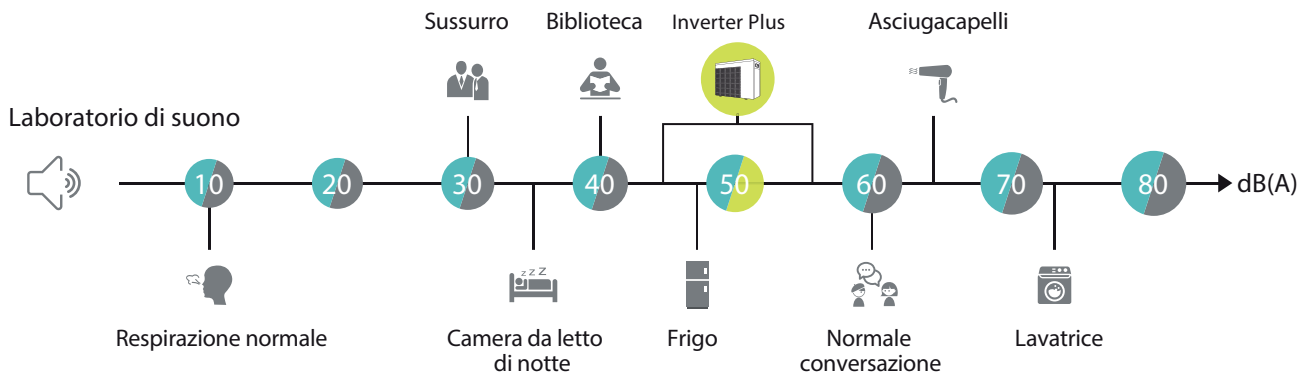 Sussurro
Biblioteca
Inverter Plus
Asciugacapelli
Laboratorio di suono
10
20
30
40
50
60
70
80
dB(A)
z z Z
Respirazione normale
Camera da letto
di notte
Frigo
Normale
conversazione
Lavatrice